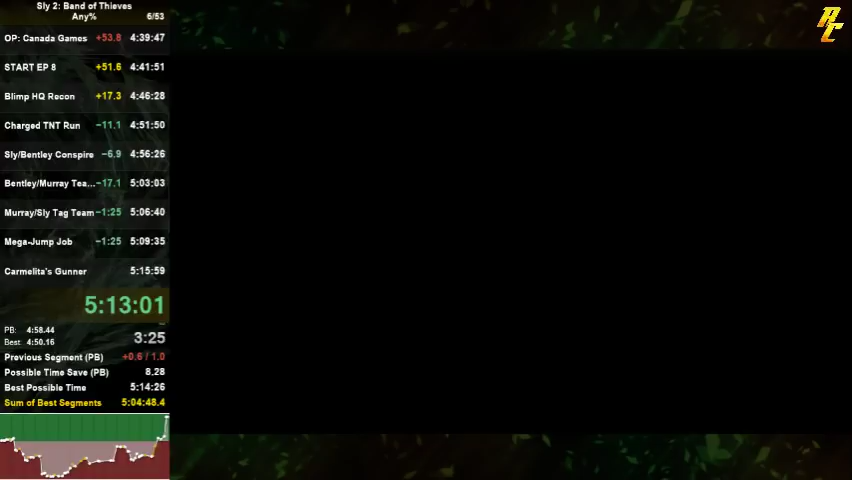 Sly 2: Band of Thieves
Any% 6/53
OP: Canada Games +53.8 4:39:47
START EP 8 +51.6 4:41:51
Blimp HQ Recon +17.3 4:46:28
Charged TNT Run −11.1 4:51:50
Sly/Bentley Conspire −6.9 4:56:26
Bentley/Murray Tea... −17.1 5:03:03
Murray/Sly Tag Team −1:25 5:06:40
Mega-Jump Job −1:25 5:09:35
Carmelita's Gunner 5:15:59
5:13:01
PB: 4:58.44
Best: 4:50.16
3:25
Previous Segment (PB) +0.6 / 1.0
Possible Time Save (PB) 8.28
Best Possible Time 5:14:26
Sum of Best Segments 5:04:48.4